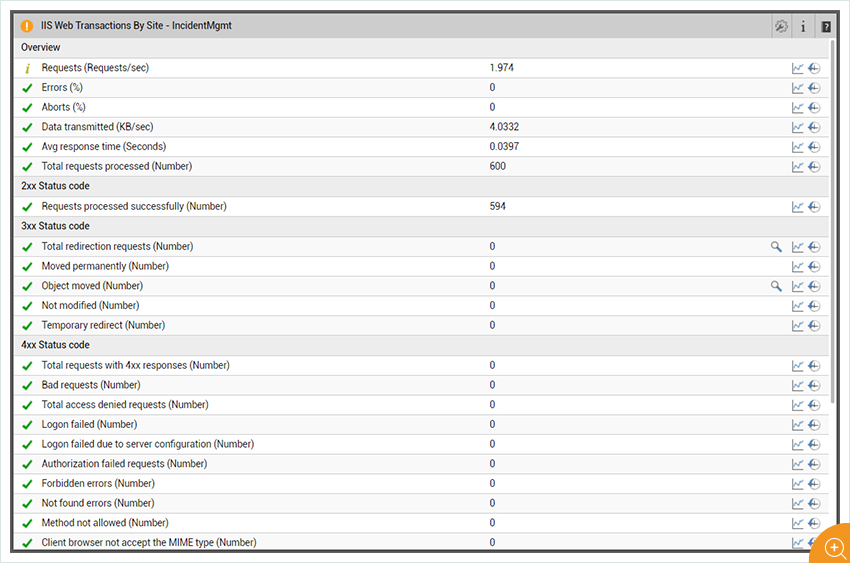 IIS Web Transactions By Site - IncidentMgmt
Overview
Requests (Requests/sec) 1.974
Errors (%) 0
Aborts (%) 0
Data transmitted (KB/sec) 4.0332
Avg response time (Seconds) 0.0397
Total requests processed (Number) 600
2xx Status code
Requests processed successfully (Number) 594
3xx Status code
Total redirection requests (Number) 0
Moved permanently (Number) 0
Object moved (Number) 0
Not modified (Number) 0
Temporary redirect (Number) 0
4xx Status code
Total requests with 4xx responses (Number) 0
Bad requests (Number) 0
Total access denied requests (Number) 0
Logon failed (Number) 0
Logon failed due to server configuration (Number) 0
Authorization failed requests (Number) 0
Forbidden errors (Number) 0
Not found errors (Number) 0
Method not allowed (Number) 0
Client browser not accept the MIME type (Number) 0